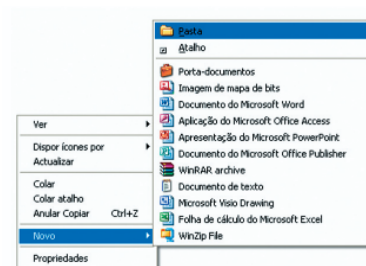 Ver
Dispor ícones por
Actualizar
Colar
Colar atalho
Anular Copiar Ctrl+Z
Novo
Propriedades
Pasta
Atalho
Porta-documentos
Imagem de mapa de bits
Documento do Microsoft Word
Aplicação do Microsoft Office Access
Apresentação do Microsoft PowerPoint
Documento do Microsoft Office Publisher
WinRAR archive
Documento de texto
Microsoft Visio Drawing
Folha de cálculo do Microsoft Excel
WinZip File